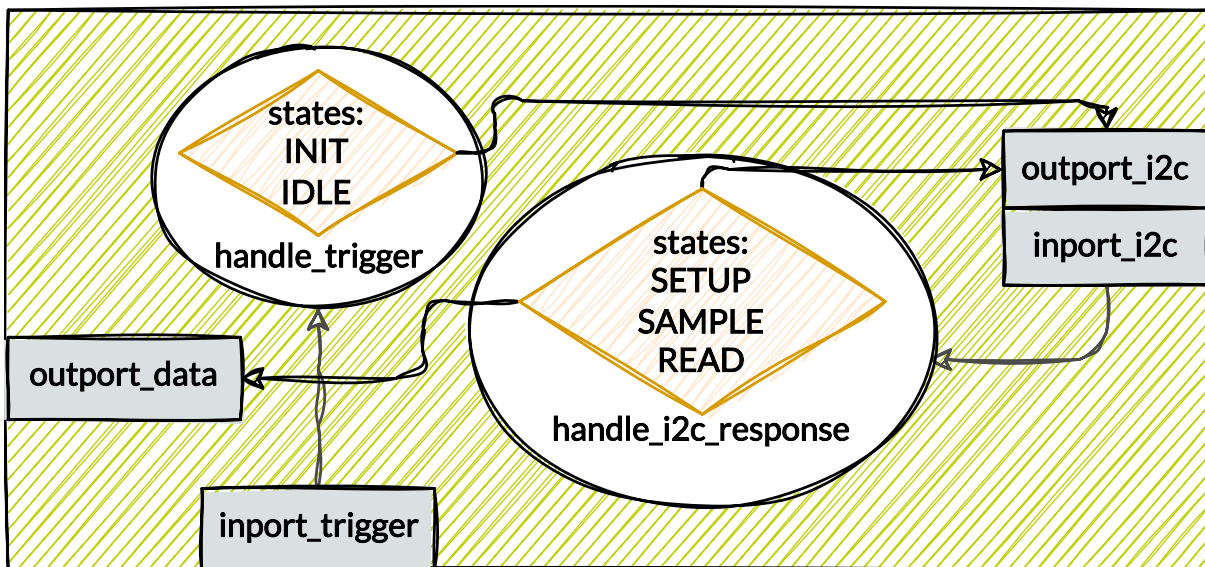 states:
INIT
IDLE
handle_trigger
outport_i2c
inport_i2c
states:
SETUP
SAMPLE
READ
handle_i2c_response
outport_data
inport_trigger